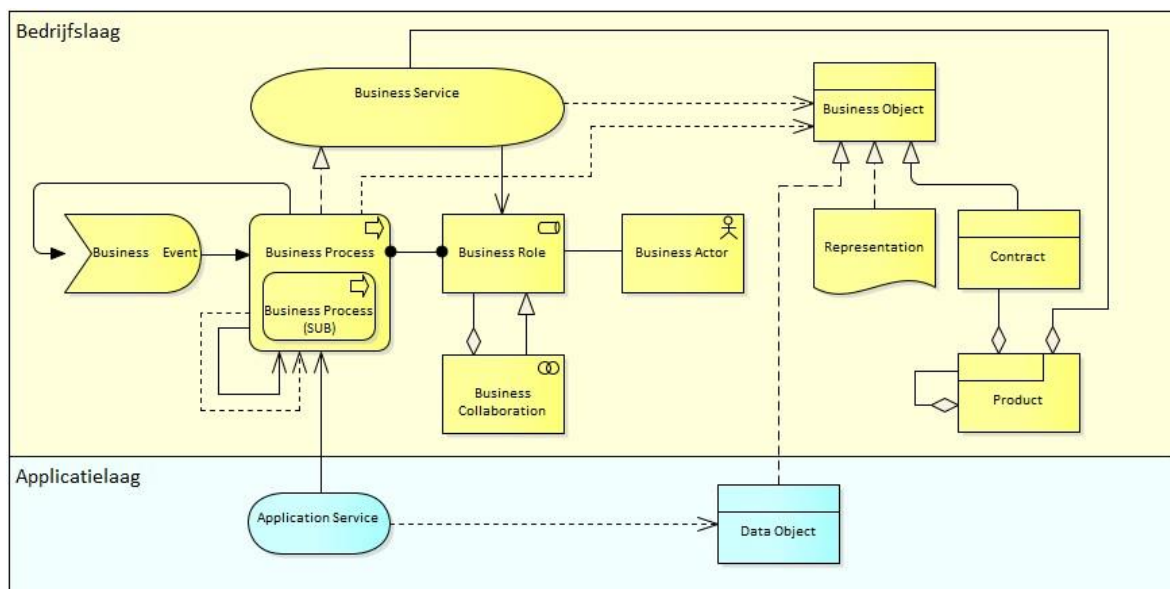 Bedrijfslaag
Business Service
Business Object
Business Event
Business Process
Business Role
Business Actor
Representation
Contract
Business Process
(SUB)
Business
Collaboration
Product
Applicatielaag
Application Service
Data Object